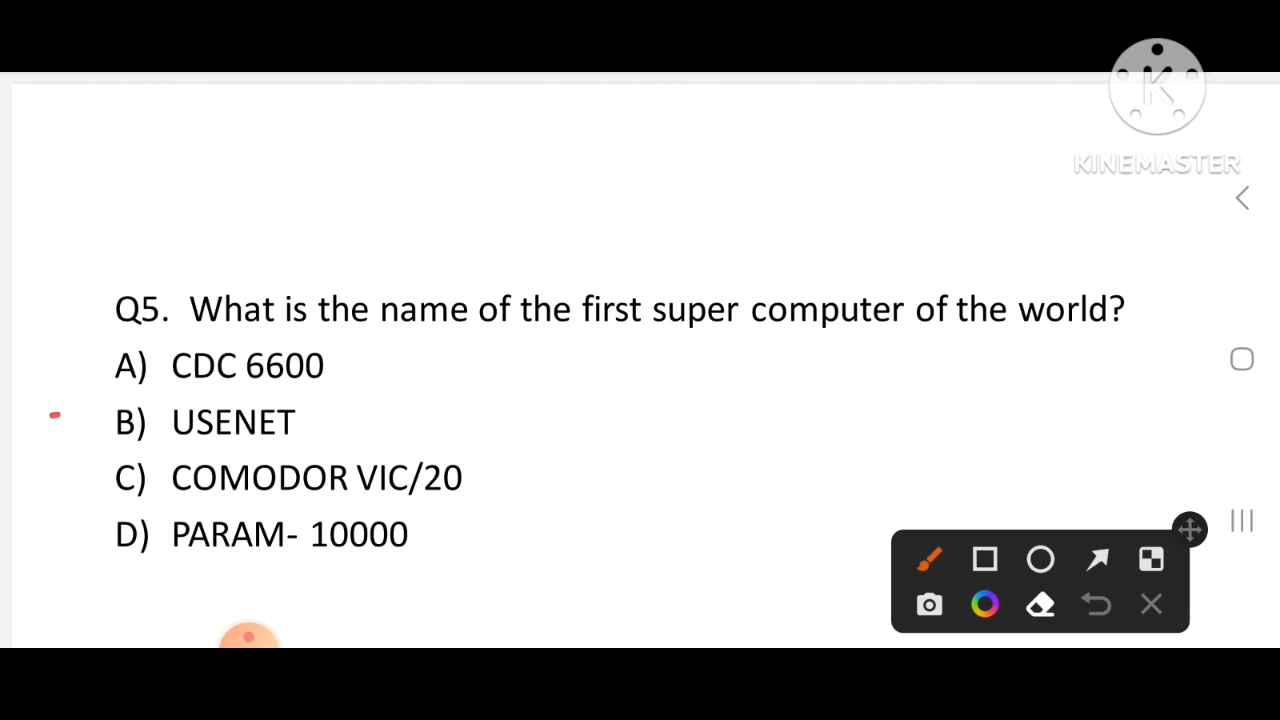 K
KINEMASTER
Q5. What is the name of the first super computer of the world?
A) CDC 6600
B) USENET
C) COMODOR VIC/20
D) PARAM- 10000